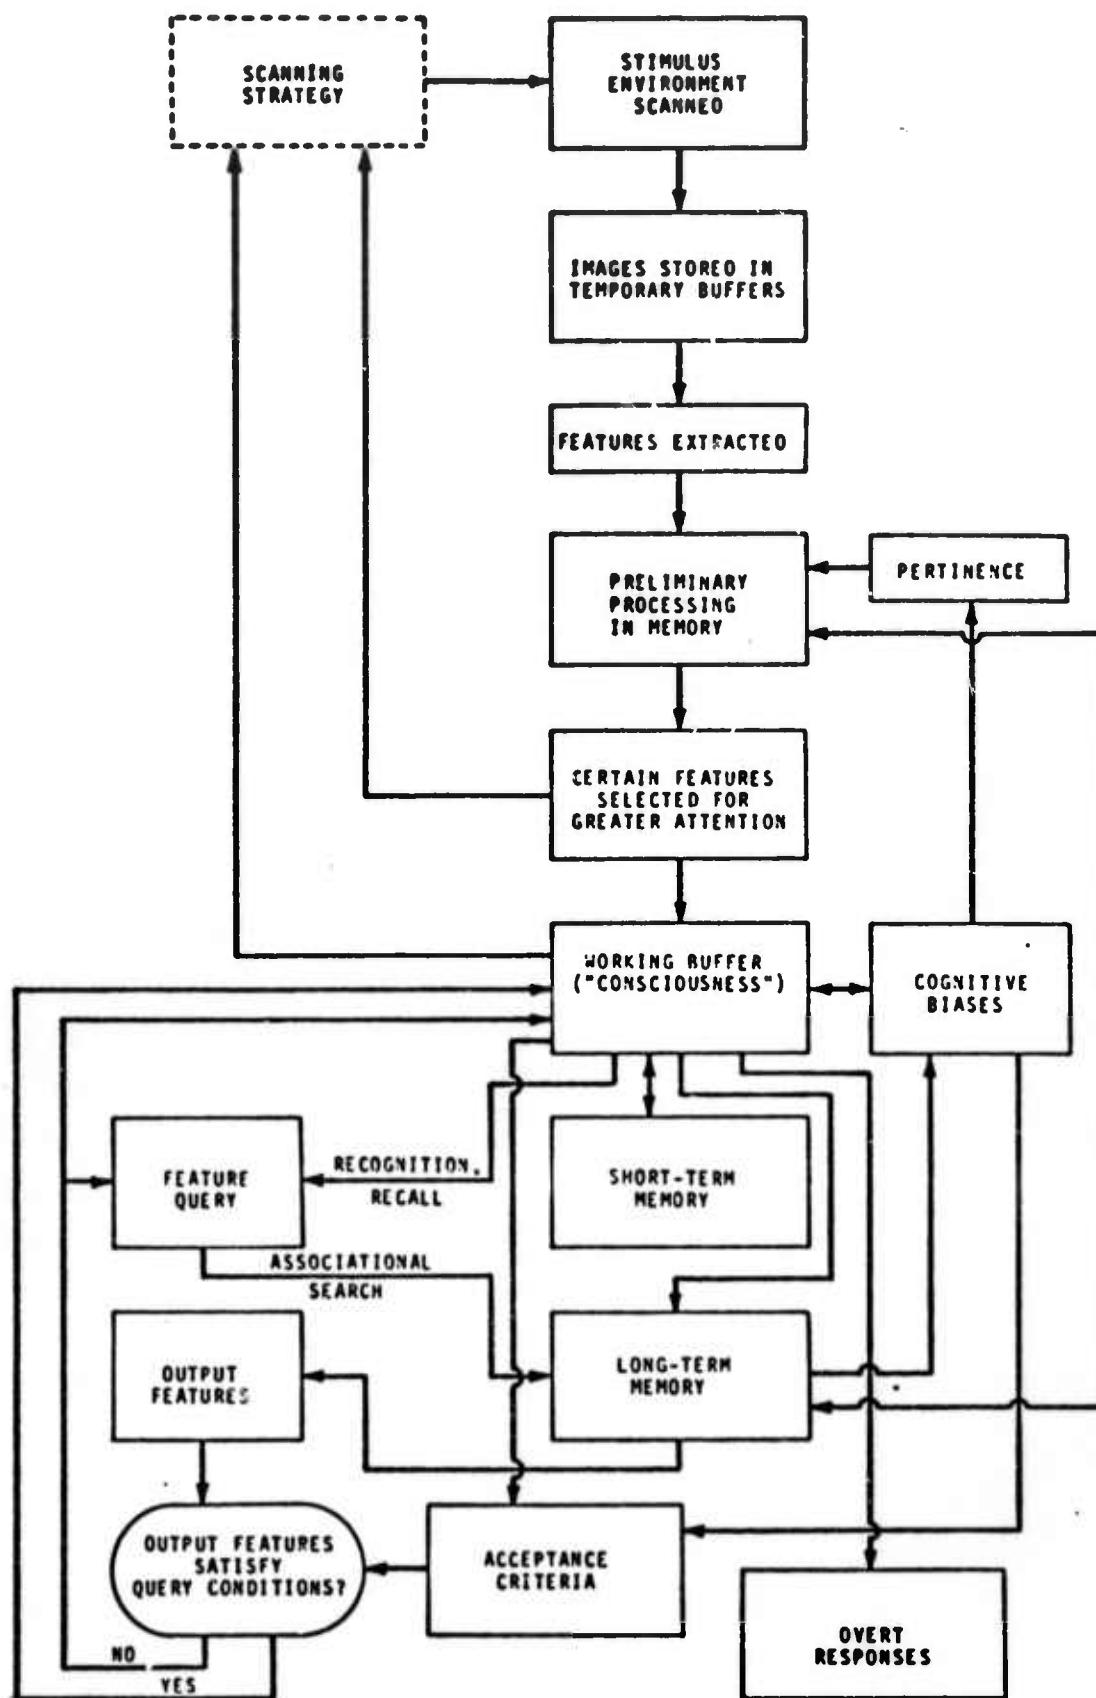 SCANNING
STRATEGY
STIMULUS
ENVIRONMENT
SCANNED
IMAGES STORED IN
TEMPORARY BUFFERS
FEATURES EXTRACTED
PRELIMINARY
PROCESSING
IN MEMORY
PERTINENCE
CERTAIN FEATURES
SELECTED FOR
GREATER ATTENTION
WORKING BUFFER
("CONSCIOUSNESS")
COGNITIVE
BIASES
FEATURE
QUERY
RECOGNITION,
RECALL
SHORT-TERM
MEMORY
ASSOCIATIONAL
SEARCH
OUTPUT
FEATURES
LONG-TERM
MEMORY
OUTPUT FEATURES
SATISFY
QUERY CONDITIONS?
ACCEPTANCE
CRITERIA
OVERT
RESPONSES
NO
YES